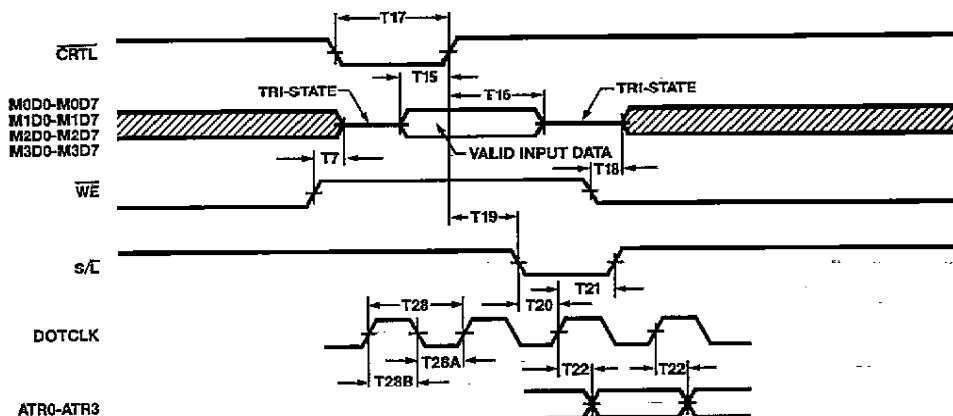 T17
CRTL
T15
TRI-STATE
T16
TRI-STATE
M0D0-M0D7
M1D0-M1D7
M2D0-M2D7
M3D0-M3D7
VALID INPUT DATA
T7
T18
WE
T19
S/L
T21
T28
T20
DOTCLK
T28A
T22
T22
T28B
ATR0-ATR3